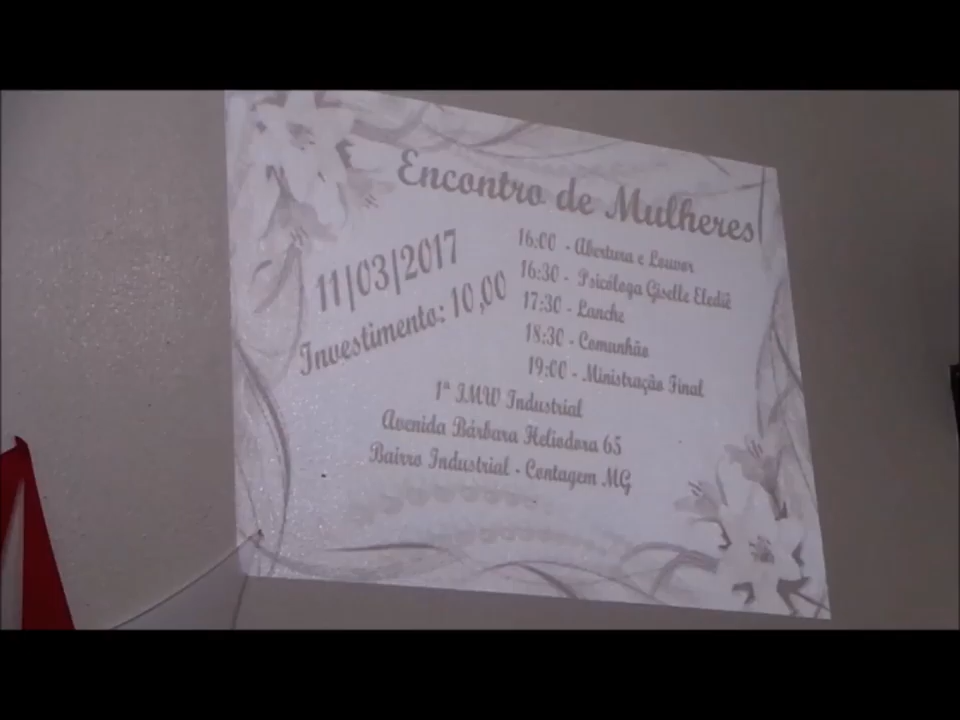 Encontro de Mulheres
11/03/2017
Investimento: 10,00
16:00 - Abertura e Louvor
16:30 - Psicóloga Giselle Elediê
17:30 - Lanche
18:30 - Comunhão
19:00 - Ministração Final
1ª IMW Industrial
Avenida Bárbara Heliodora 65
Bairro Industrial - Contagem MG